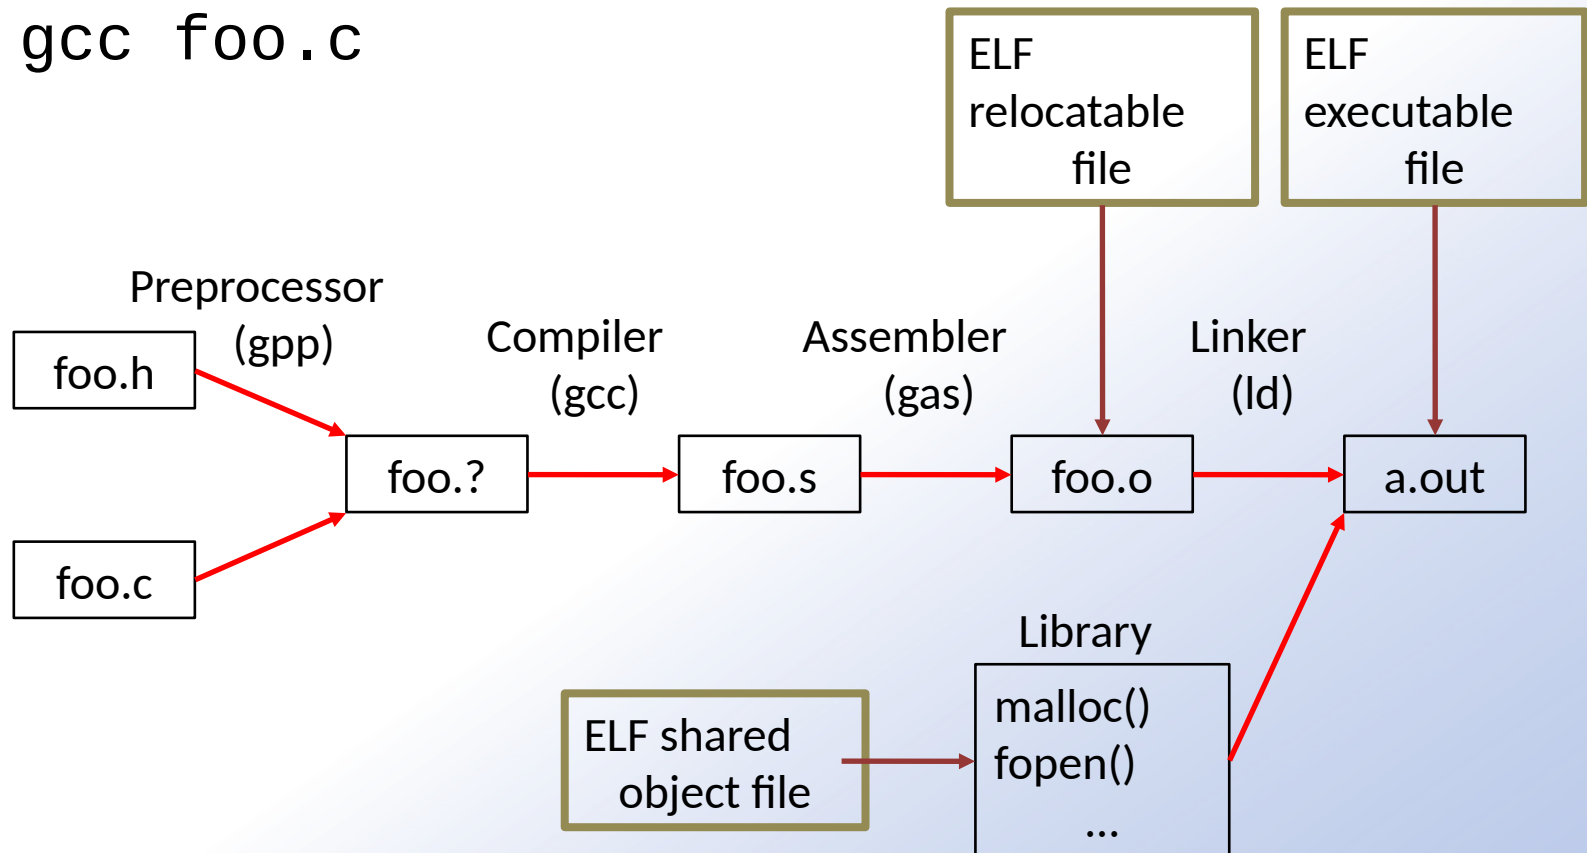 gcc foo.c
ELF
relocatable
file
ELF
executable
file
Preprocessor
(gpp)
Compiler
(gcc)
Assembler
(gas)
Linker
(ld)
foo.h
foo.?
foo.s
foo.o
a.out
foo.c
Library
malloc()
fopen()
...
ELF shared
object file